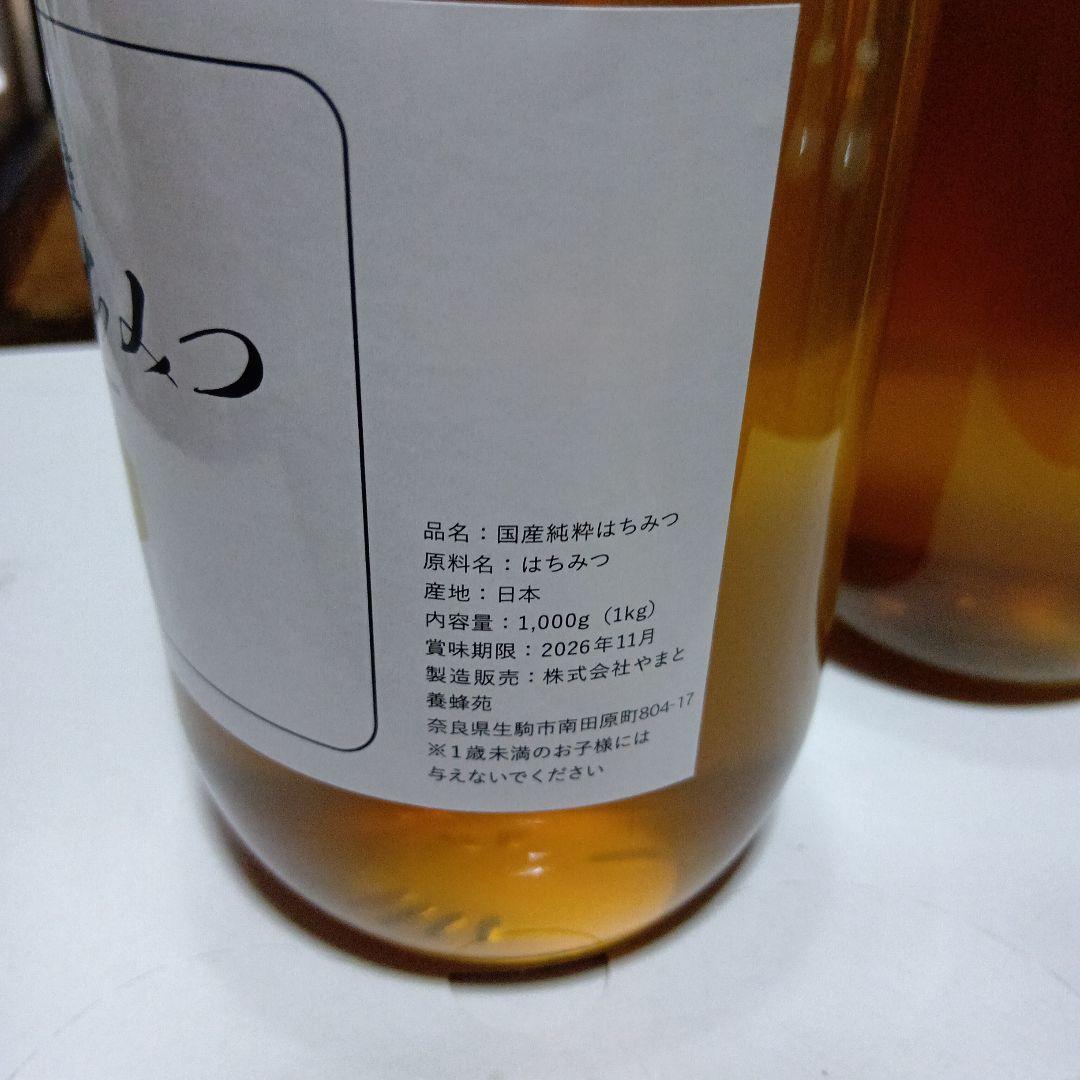 みつ
品名：国産純粋はちみつ
原料名：はちみつ
産地：日本
内容量：1,000g（1kg）
賞味期限：2026年11月
製造販売：株式会社やまと
養蜂苑
奈良県生駒市南田原町804-17
※1歳未満のお子様には
与えないでください